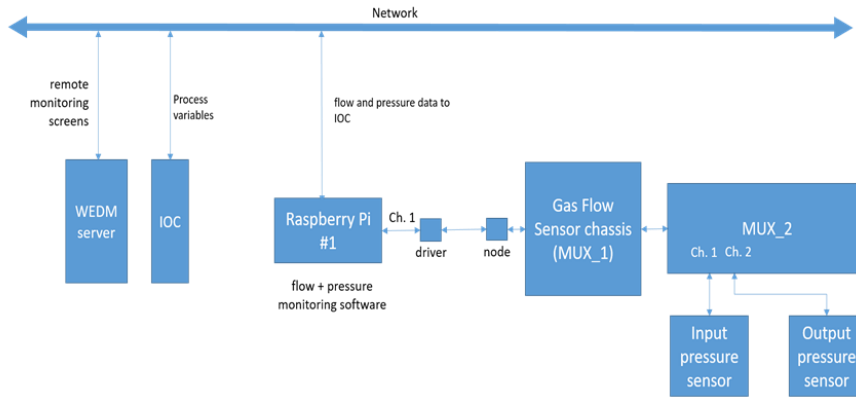 Network
remote
monitoring
screens
Process
variables
flow and pressure data to
IOC
WEDM
server
IOC
Raspberry Pi
#1
Ch. 1
driver
node
Gas Flow
Sensor chassis
(MUX_1)
MUX_2
Ch. 1 Ch. 2
flow + pressure
monitoring software
Input
pressure
sensor
Output
pressure
sensor